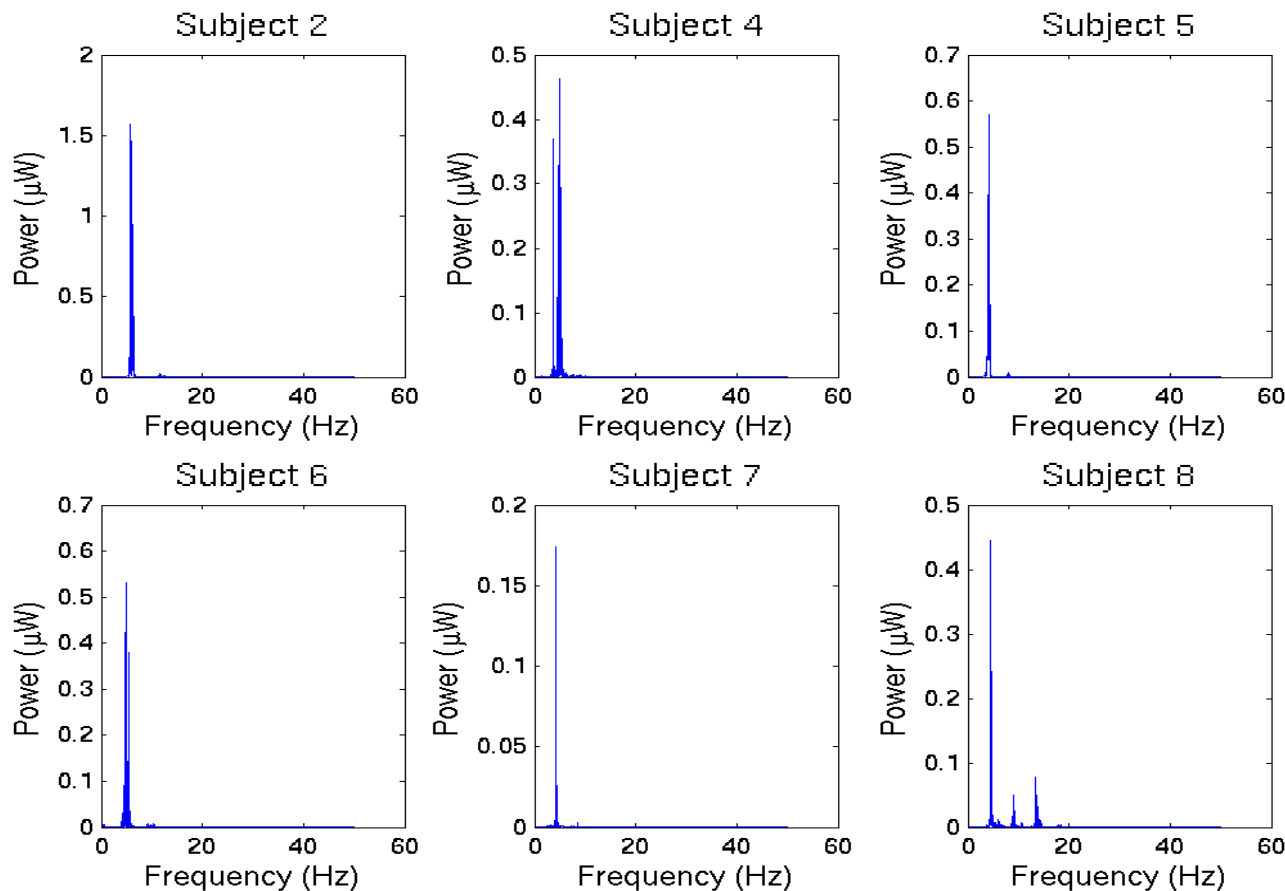 Subject 2
2
1.5
1
0.5
0
0 20 40 60
Power (μW)
Frequency (Hz)
Subject 4
0.5
0.4
0.3
0.2
0.1
0
0 20 40 60
Power (μW)
Frequency (Hz)
Subject 5
0.7
0.6
0.5
0.4
0.3
0.2
0.1
0
0 20 40 60
Power (μW)
Frequency (Hz)
Subject 6
0.7
0.6
0.5
0.4
0.3
0.2
0.1
0
0 20 40 60
Power (μW)
Frequency (Hz)
Subject 7
0.2
0.15
0.1
0.05
0
0 20 40 60
Power (μW)
Frequency (Hz)
Subject 8
0.5
0.4
0.3
0.2
0.1
0
0 20 40 60
Power (μW)
Frequency (Hz)